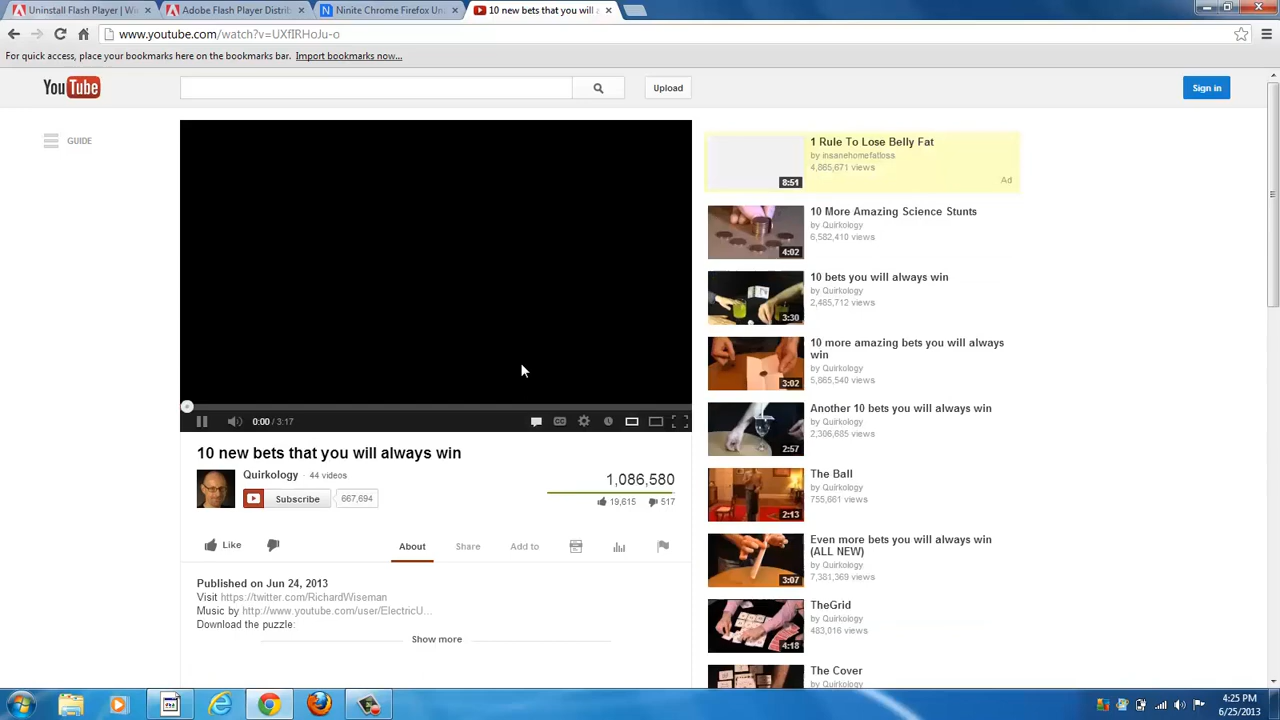 Uninstall Flash Player | We
Adobe Flash Player Distrib
Ninite Chrome Firefox Un
10 new bets that you will a
www.youtube.com/watch?v=UXfIRHoJu-o
For quick access, place your bookmarks here on the bookmarks bar. Import bookmarks now...
YouTube
Upload
Sign in
GUIDE
1 Rule To Lose Belly Fat
by insanehomefatloss
4,865,671 views
Ad
8:51
10 More Amazing Science Stunts
by Quirkology
6,582,410 views
4:02
10 bets you will always win
by Quirkology
2,485,712 views
3:30
10 more amazing bets you will always
win
by Quirkology
5,865,540 views
3:02
Another 10 bets you will always win
by Quirkology
2,306,685 views
2:57
The Ball
by Quirkology
755,661 views
2:13
Even more bets you will always win
(ALL NEW)
by Quirkology
7,381,369 views
3:07
TheGrid
by Quirkology
483,016 views
4:18
The Cover
by Quirkology
0:00 / 3:17
CC
10 new bets that you will always win
Quirkology · 44 videos
Subscribe 667,694
1,086,580
19,615 517
Like
About Share Add to
Published on Jun 24, 2013
Visit https://twitter.com/RichardWiseman
Music by http://www.youtube.com/user/ElectricU...
Download the puzzle:
Show more
4:25 PM
6/25/2013